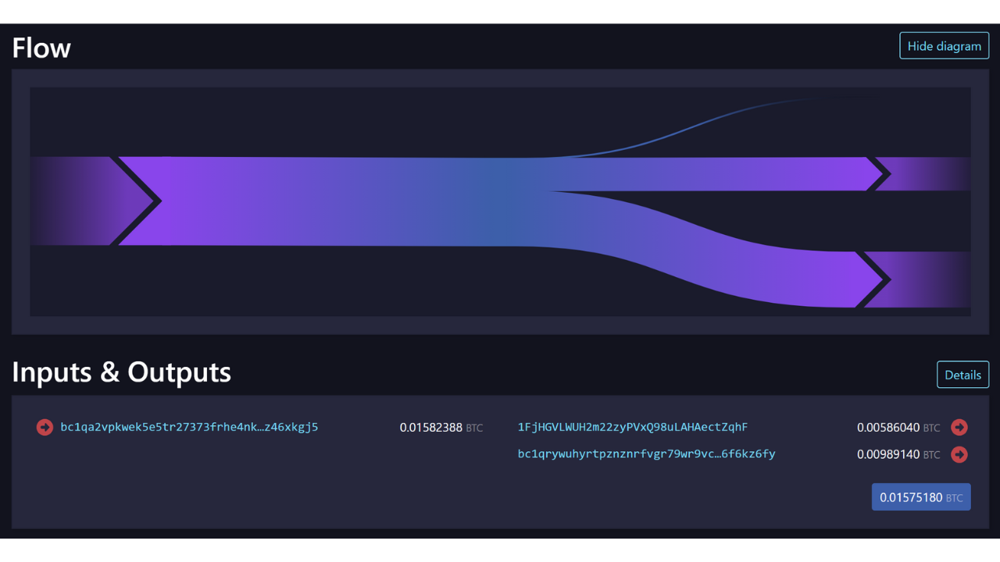 Flow
Hide diagram
Inputs & Outputs
Details
bc1qa2vpkwek5e5tr27373frhe4nk…z46xkgj5 0.01582388 BTC 1FjHGVLWUH2m22zyPVxQ98uLAHAectZqhF 0.00586040 BTC
bc1qrywuhyrtpznznrfvgr79wr9vc…6f6kz6fy 0.00989140 BTC
0.01575180 BTC